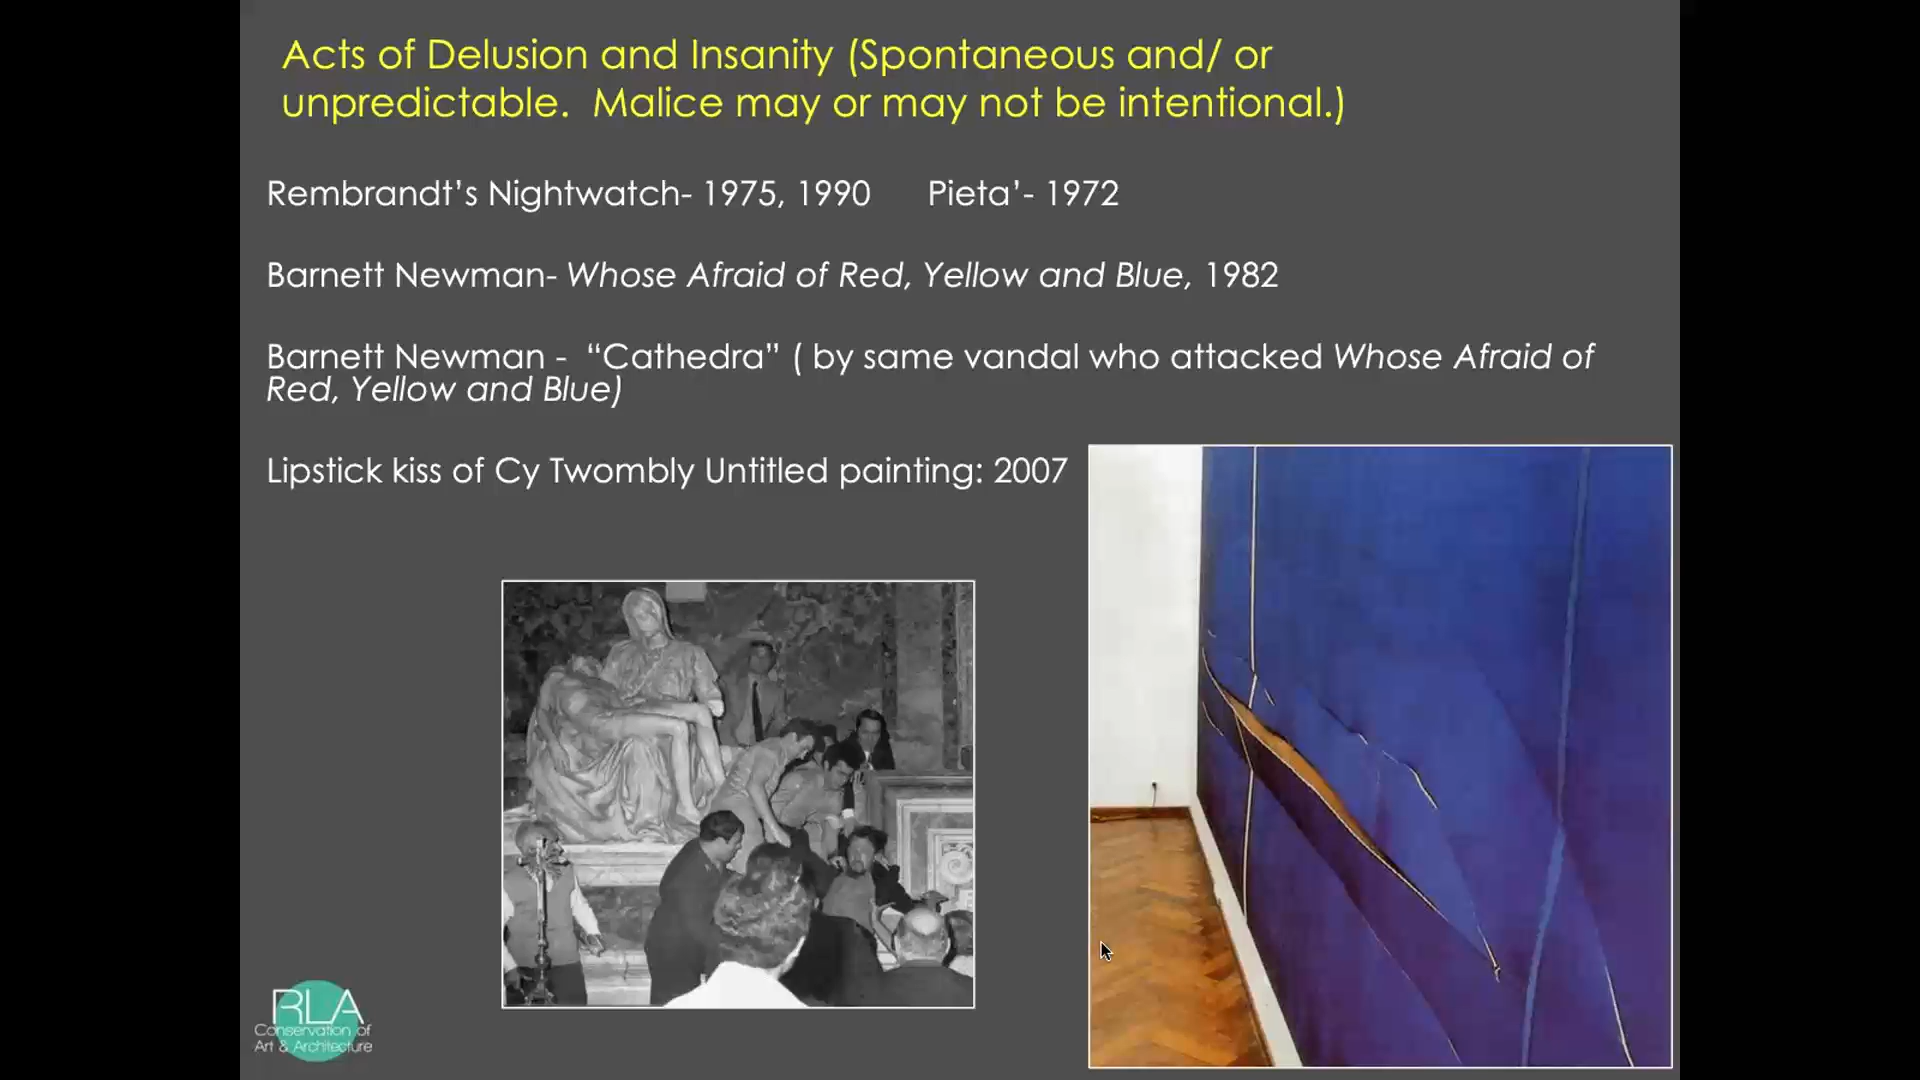 Acts of Delusion and Insanity (Spontaneous and/ or
unpredictable.  Malice may or may not be intentional.)
Rembrandt’s Nightwatch- 1975, 1990      Pieta’- 1972
Barnett Newman- Whose Afraid of Red, Yellow and Blue, 1982
Barnett Newman -  “Cathedra” ( by same vandal who attacked Whose Afraid of
Red, Yellow and Blue)
Lipstick kiss of Cy Twombly Untitled painting: 2007
RLA
Conservation of
Art & Architecture